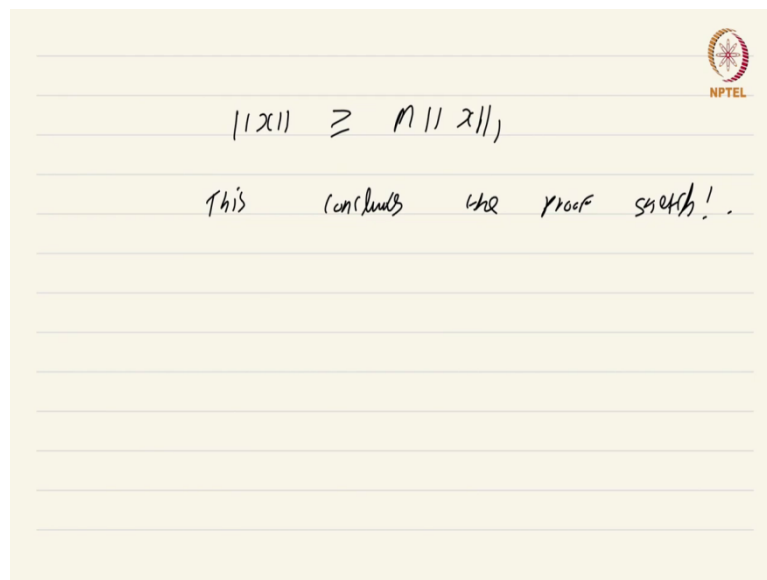 NPTEL
||x|| ≥ m ||x||₁
This concludes the proof sketch!.